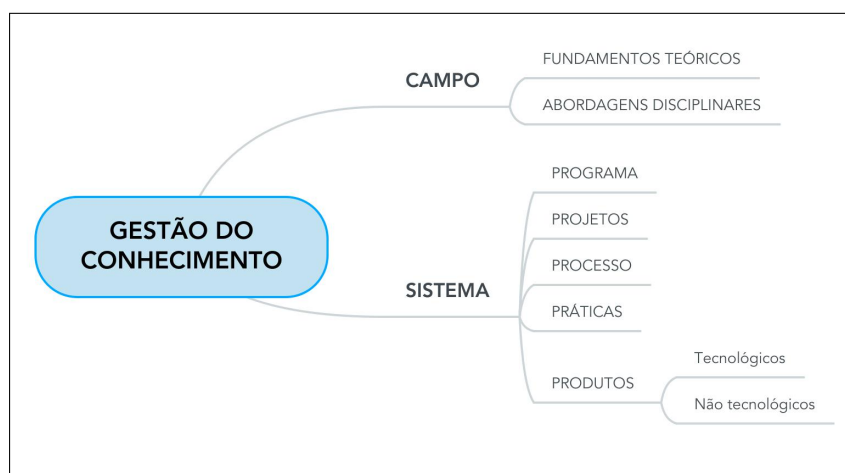 CAMPO
FUNDAMENTOS TEÓRICOS
ABORDAGENS DISCIPLINARES
GESTÃO DO
CONHECIMENTO
SISTEMA
PROGRAMA
PROJETOS
PROCESSO
PRÁTICAS
PRODUTOS
Tecnológicos
Não tecnológicos